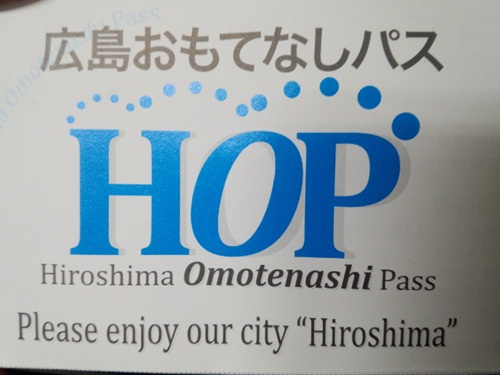 広島おもてなしパス
HOP
Hiroshima Omotenashi Pass
Please enjoy our city “Hiroshima”